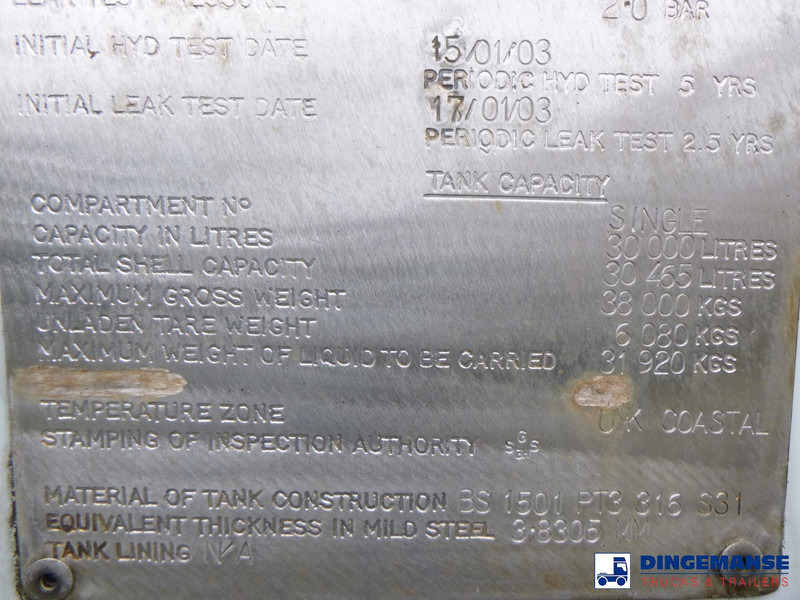 LEAK TEST PRESSURE 2.0 BAR
INITIAL HYD TEST DATE 15/01/03
PERIODIC HYD TEST 5 YRS
INITIAL LEAK TEST DATE 17/01/03
PERIODIC LEAK TEST 2.5 YRS
TANK CAPACITY
COMPARTMENT Nº SINGLE
CAPACITY IN LITRES 30 000 LITRES
TOTAL SHELL CAPACITY 30 465 LITRES
MAXIMUM GROSS WEIGHT 38 000 KGS
UNLADEN TARE WEIGHT 6 080 KGS
MAXIMUM WEIGHT OF LIQUID TO BE CARRIED 31 920 KGS
TEMPERATURE ZONE U.K COASTAL
STAMPING OF INSPECTION AUTHORITY
MATERIAL OF TANK CONSTRUCTION BS 1501 PT3 316 S31
EQUIVALENT THICKNESS IN MILD STEEL 3.8305 MM
TANK LINING N/A
DINGEMANSE
TRUCKS & TRAILERS